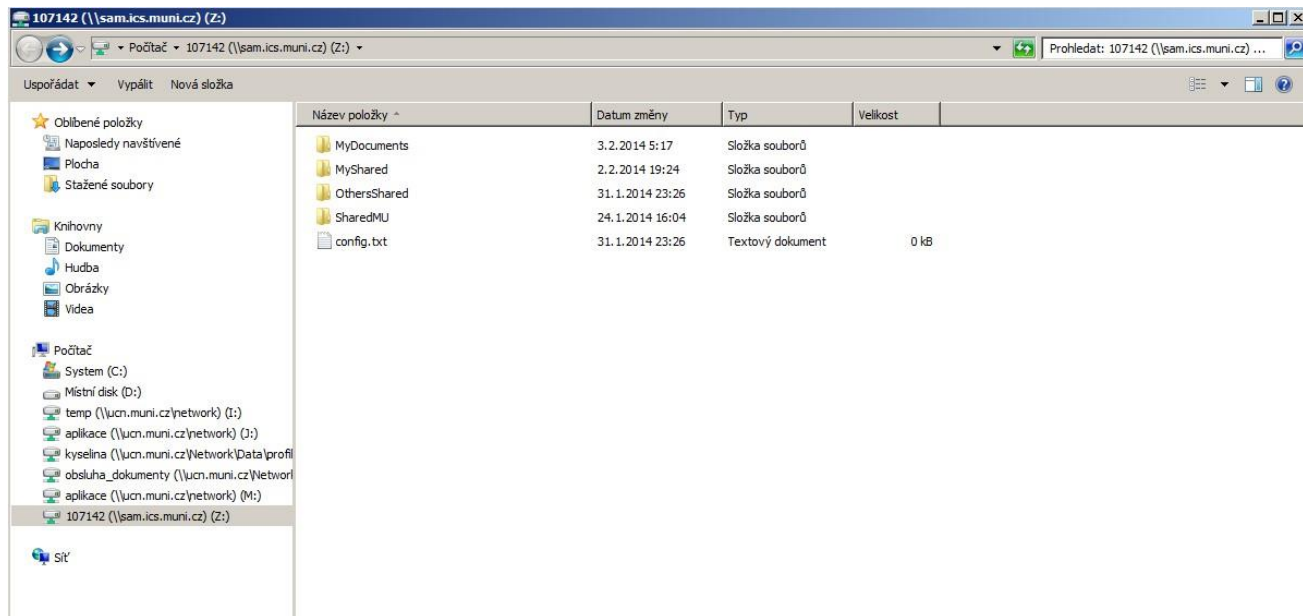 107142 (\\sam.ics.muni.cz) (Z:)
Počítač 107142 (\\sam.ics.muni.cz) (Z:)
Prohledat: 107142 (\\sam.ics.muni.cz) ...
Uspořádat Vypálit Nová složka
Oblíbené položky
Naposledy navštívené
Plocha
Stažené soubory
Knihovny
Dokumenty
Hudba
Obrázky
Videa
Počítač
System (C:)
Místní disk (D:)
temp (\\ucn.muni.cz\network) (I:)
aplikace (\\ucn.muni.cz\network) (J:)
kyselina (\\ucn.muni.cz\Network\Data\profil
obsluha_dokumenty (\\ucn.muni.cz\Network
aplikace (\\ucn.muni.cz\network) (M:)
107142 (\\sam.ics.muni.cz) (Z:)
Síť
Název položky Datum změny Typ Velikost
MyDocuments 3.2.2014 5:17 Složka souborů
MyShared 2.2.2014 19:24 Složka souborů
OthersShared 31.1.2014 23:26 Složka souborů
SharedMU 24.1.2014 16:04 Složka souborů
config.txt 31.1.2014 23:26 Textový dokument 0 kB